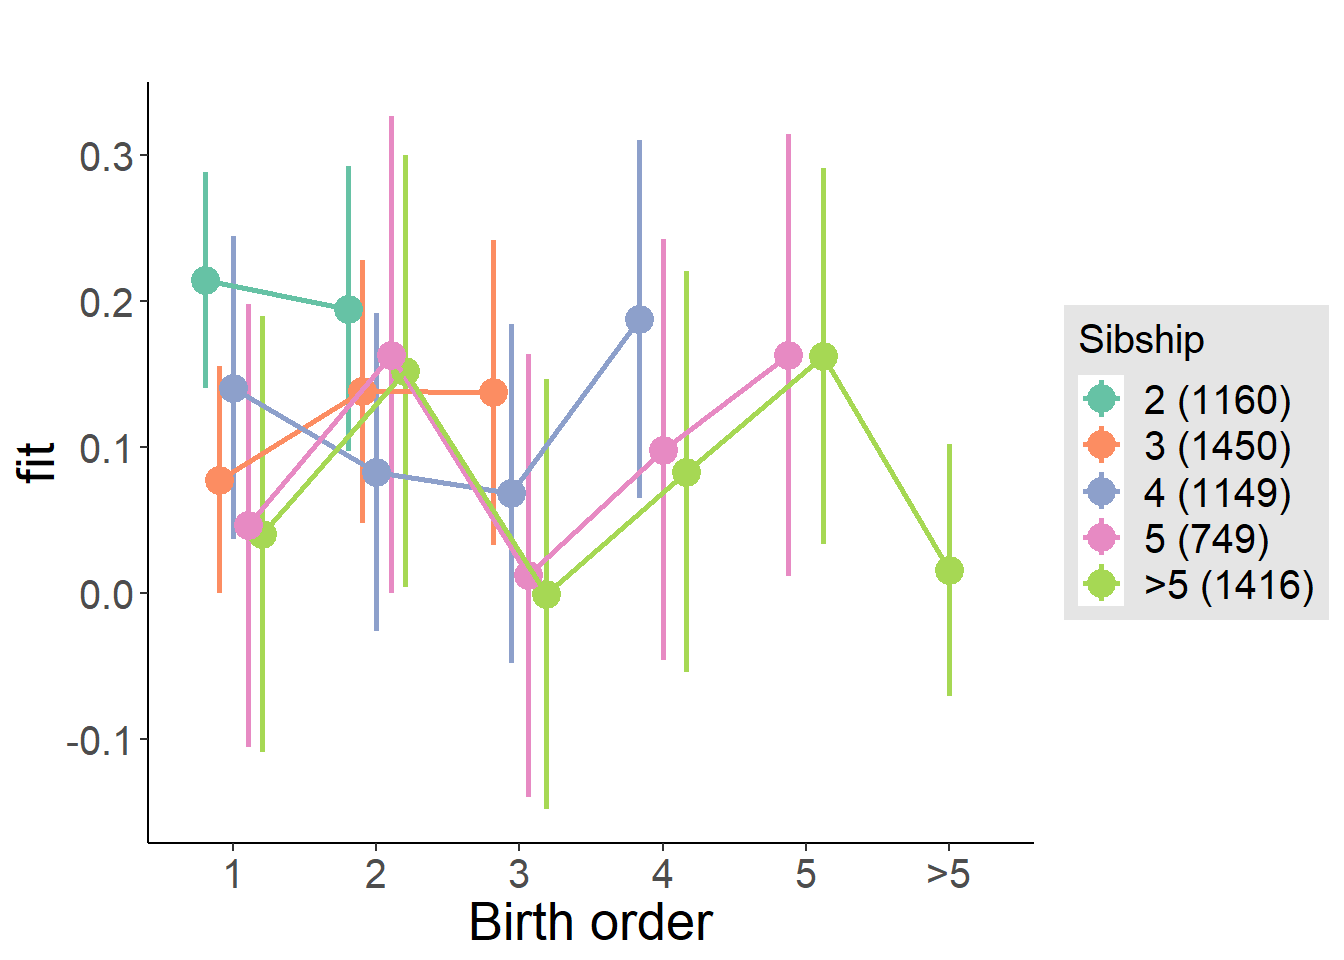 0.3
0.2
0.1
0.0
-0.1
fit
1 2 3 4 5 >5
Birth order
Sibship
2 (1160)
3 (1450)
4 (1149)
5 (749)
>5 (1416)